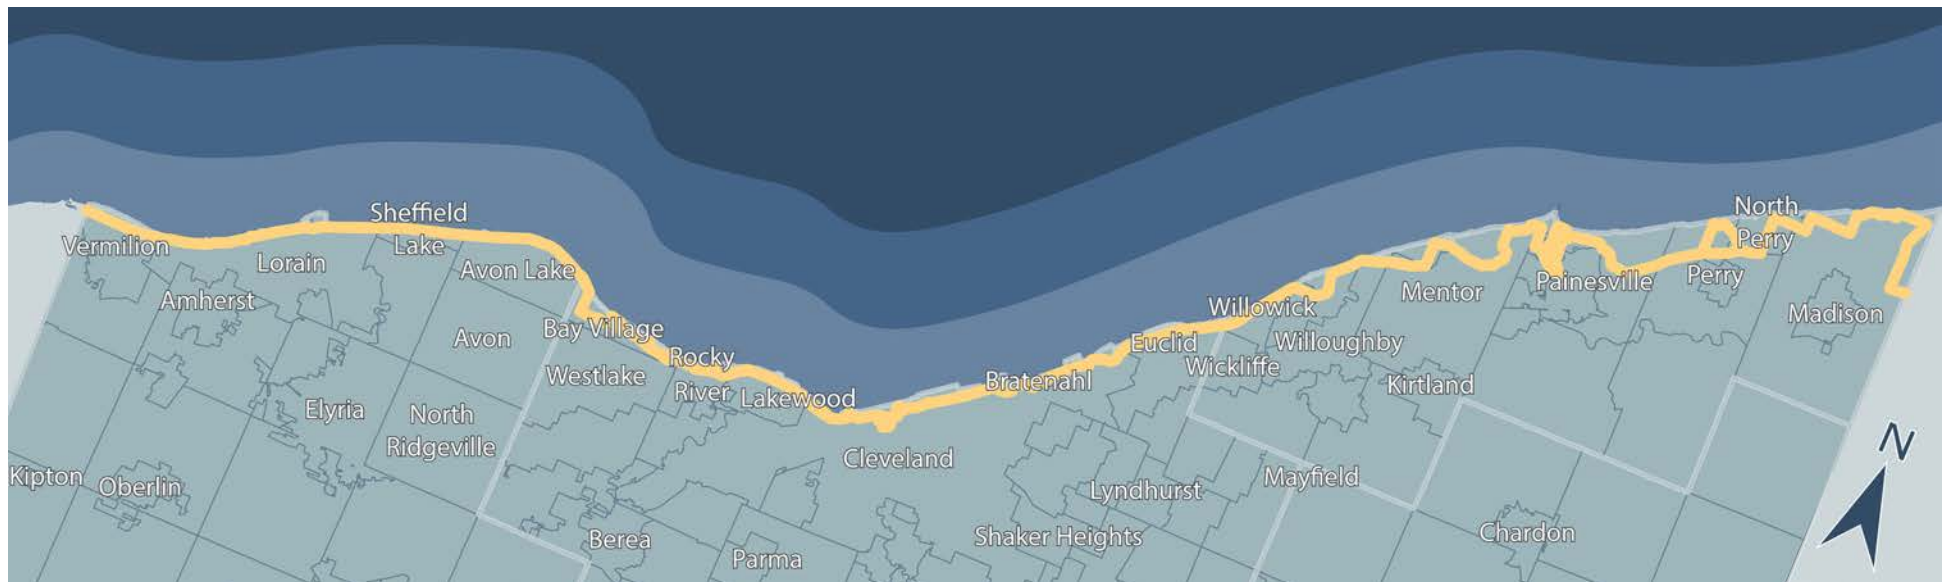 North
Sheffield
Perry
Vermilion
Lake
Lorain
Avon Lake
Perry
Painesville
Mentor
Amherst
Willowick
Madison
Bay Village
Avon
Euclid
Willoughby
Rocky
Wickliffe
Westlake
Bratenahl
Kirtland
River
Lakewood
Elyria
North
Ridgeville
N
Cleveland
Kipton
Oberlin
Mayfield
Lyndhurst
Chardon
Shaker Heights
Berea
Parma